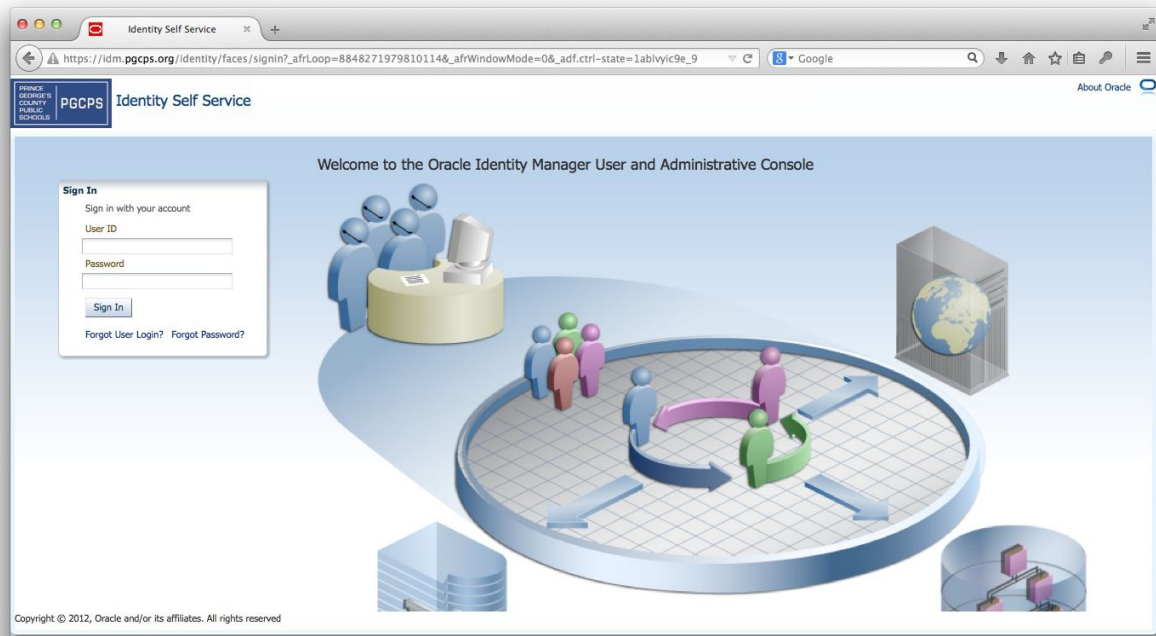 Identity Self Service
https://idm.pgcps.org/identity/faces/signin?_afrLoop=8848271979810114&_afrWindowMode=0&_adf.ctrl-state=1ablvyic9e_9
Google
PRINCE
GEORGE'S
COUNTY
PUBLIC
SCHOOLS
PGCPS
Identity Self Service
About Oracle
Welcome to the Oracle Identity Manager User and Administrative Console
Sign In
Sign in with your account
User ID
Password
Sign In
Forgot User Login? Forgot Password?
Copyright © 2012, Oracle and/or its affiliates. All rights reserved